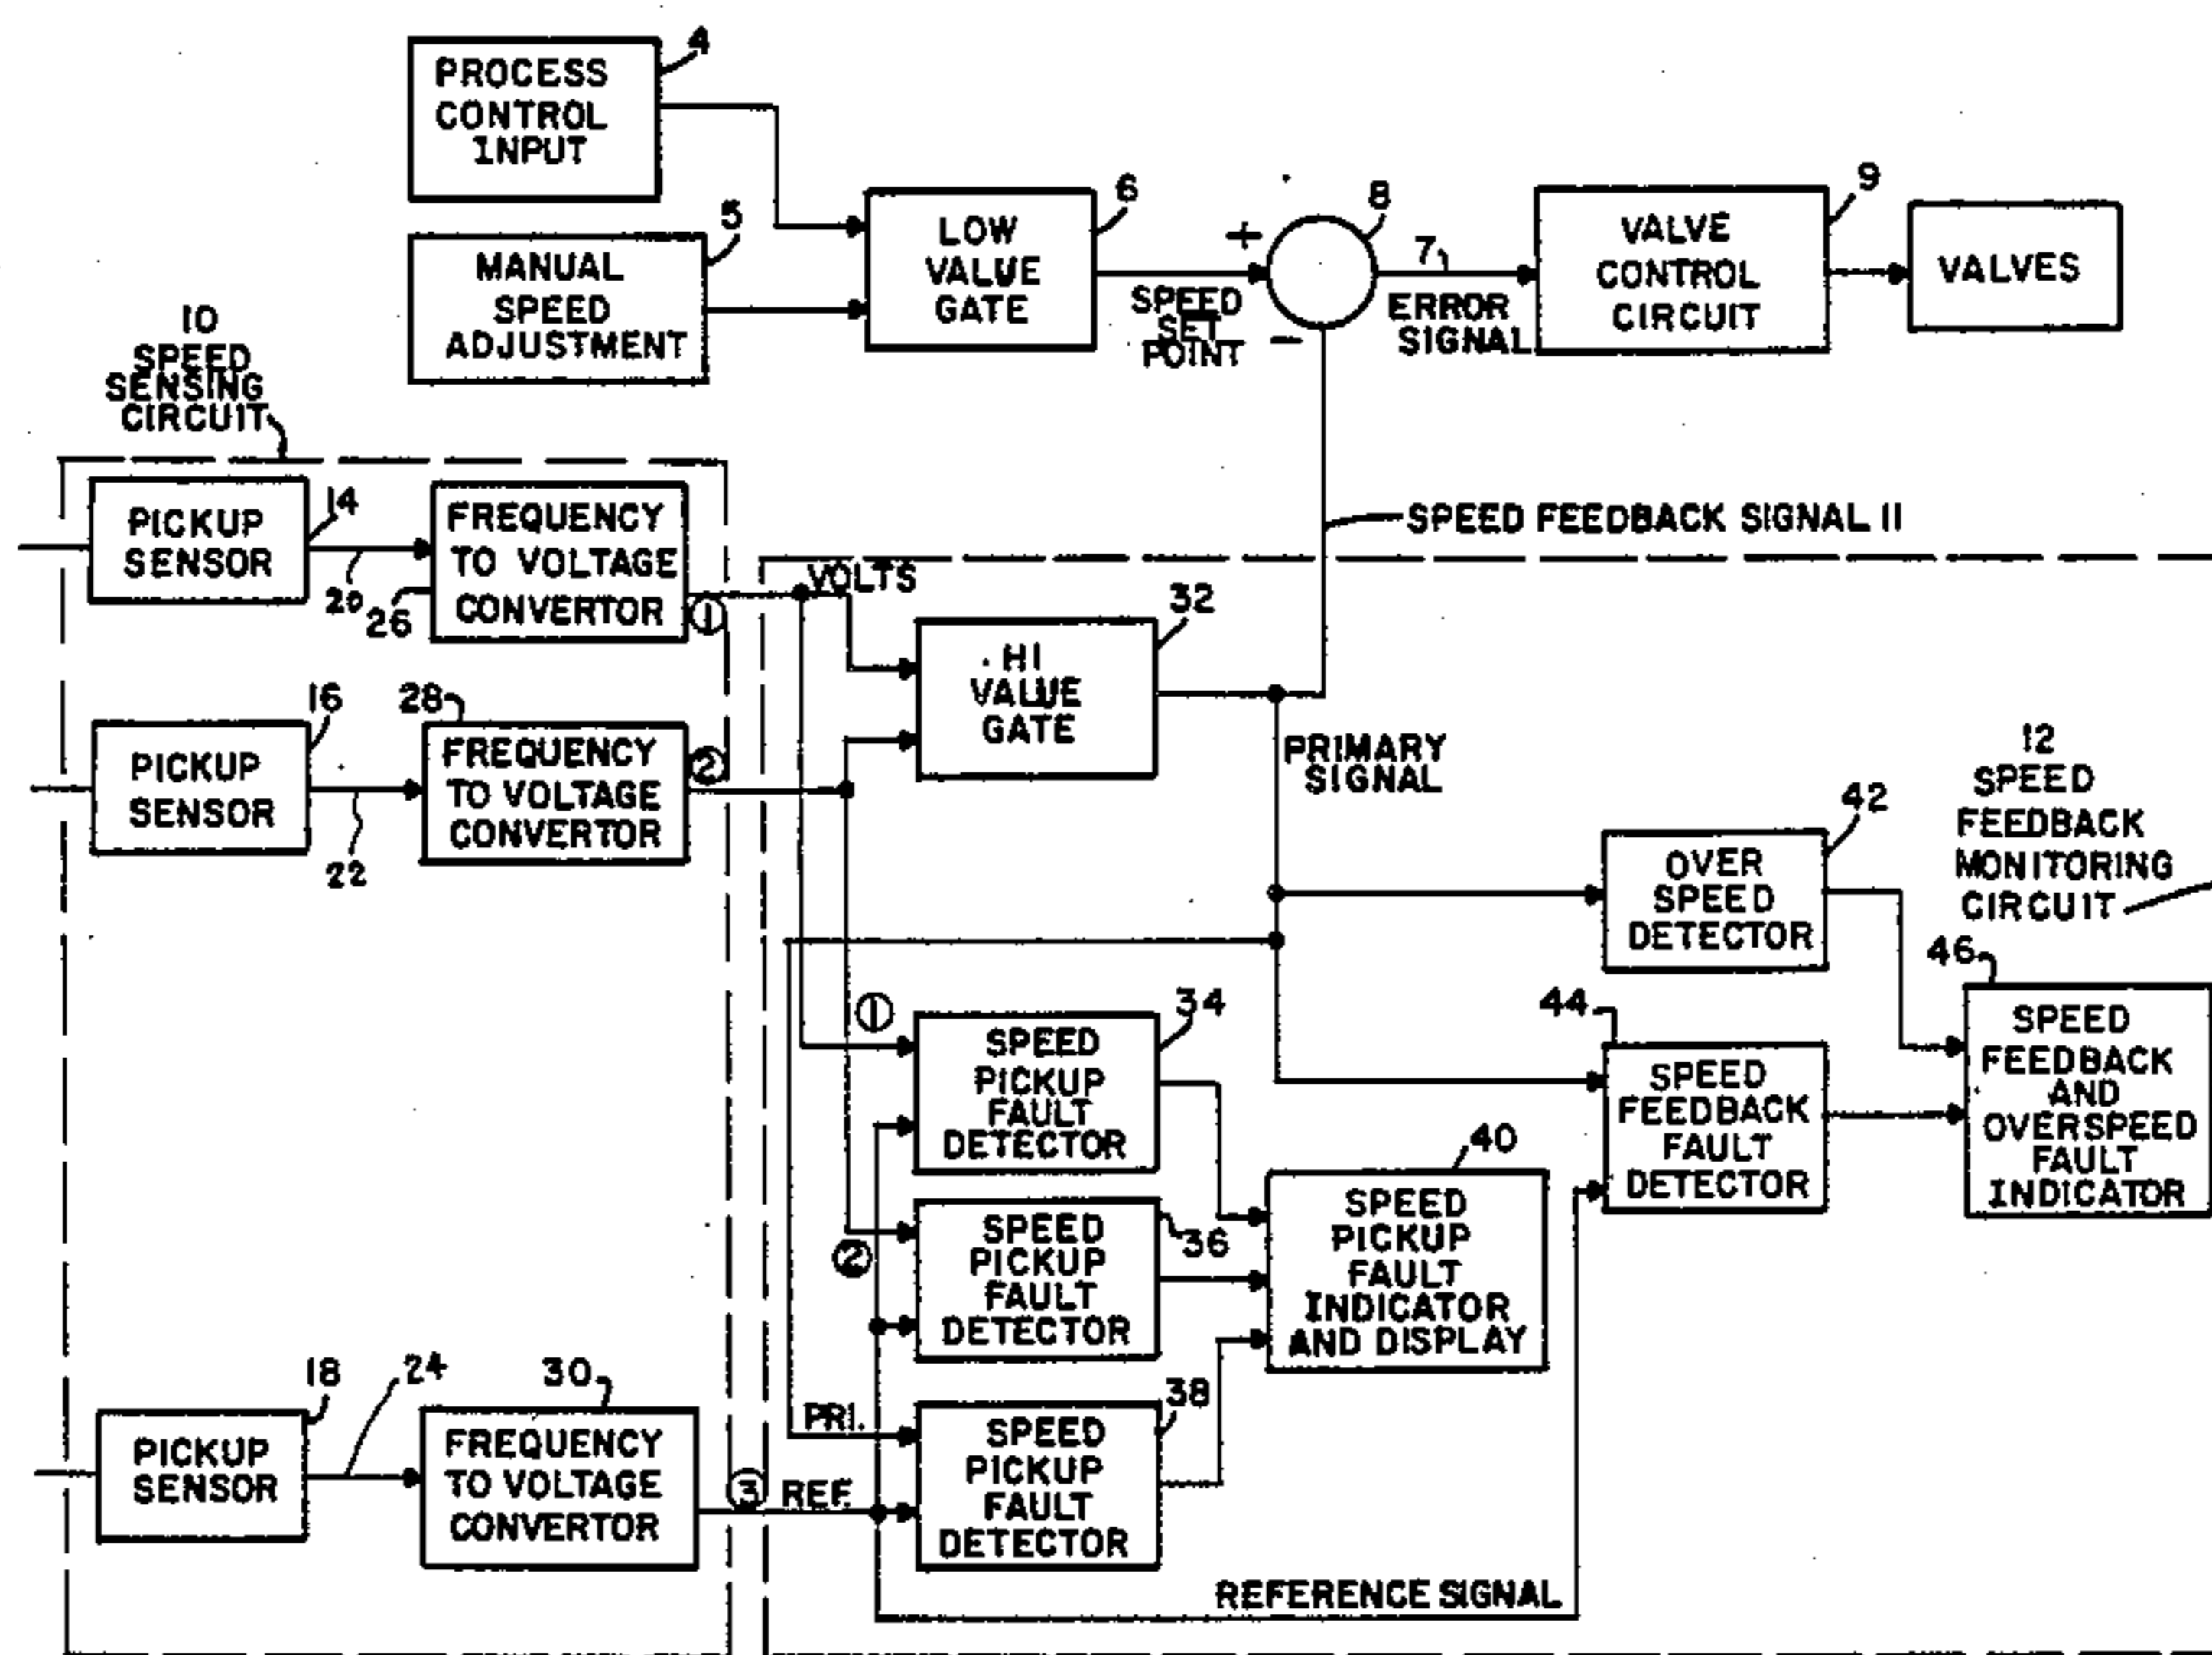 4
PROCESS
CONTROL
INPUT
5
MANUAL
SPEED
ADJUSTMENT
6
LOW
VALUE
GATE
+
-
SPEED
SET
POINT
8
7
ERROR
SIGNAL
9
VALVE
CONTROL
CIRCUIT
VALVES
10
SPEED
SENSING
CIRCUIT
PICKUP
SENSOR
14
20
26
FREQUENCY
TO VOLTAGE
CONVERTOR
1
VOLTS
SPEED FEEDBACK SIGNAL 11
HI
VALUE
GATE
32
PICKUP
SENSOR
16
22
28
FREQUENCY
TO VOLTAGE
CONVERTOR
2
PRIMARY
SIGNAL
12
SPEED
FEEDBACK
MONITORING
CIRCUIT
42
OVER
SPEED
DETECTOR
1
34
SPEED
PICKUP
FAULT
DETECTOR
44
SPEED
FEEDBACK
FAULT
DETECTOR
46
SPEED
FEEDBACK
AND
OVERSPEED
FAULT
INDICATOR
2
36
SPEED
PICKUP
FAULT
DETECTOR
40
SPEED
PICKUP
FAULT
INDICATOR
AND DISPLAY
18
PICKUP
SENSOR
24
30
FREQUENCY
TO VOLTAGE
CONVERTOR
3
PRI.
REF.
38
SPEED
PICKUP
FAULT
DETECTOR
REFERENCE SIGNAL